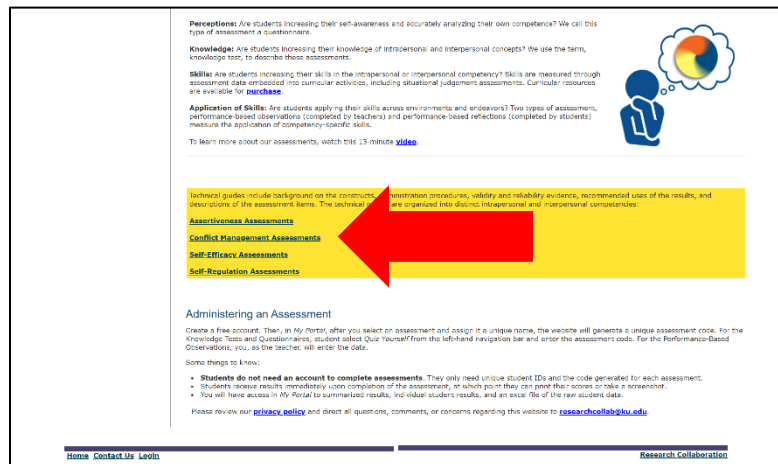 Perceptions: Are students increasing their self-awareness and accurately analyzing their own competence? We call this
type of assessment a questionnaire.
Knowledge: Are students increasing their knowledge of intrapersonal and interpersonal concepts? We use the term,
knowledge test, to describe these assessments.
Skills: Are students increasing their skills in the intrapersonal or interpersonal competency? Skills are measured through
assessment data embedded into curricular activities, including situational judgement assessments. Curricular resources
are available for purchase.
Application of Skills: Are students applying their skills across environments and endeavors? Two types of assessment,
performance-based observations (completed by teachers) and performance-based reflections (completed by students)
measure the application of competency-specific skills.
To learn more about our assessments, watch this 13-minute video.
Technical guides include background on the constructs, administration procedures, validity and reliability evidence, recommended uses of the results, and
descriptions of the assessment items. The technical are organized into distinct intrapersonal and interpersonal competencies:
Assertiveness Assessments
Conflict Management Assessments
Self-Efficacy Assessments
Self-Regulation Assessments
Administering an Assessment
Create a free account. Then, in My Portal, after you select an assessment and assign it a unique name, the website will generate a unique assessment code. For the
Knowledge Tests and Questionnaires, student select Quiz Yourself from the left-hand navigation bar and enter the assessment code. For the Performance-Based
Observations, you, as the teacher, will enter the data.
Some things to know:
• Students do not need an account to complete assessments. They only need unique student IDs and the code generated for each assessment.
• Students receive results immediately upon completion of the assessment, at which point they can print their scores or take a screenshot.
• You will have access in My Portal to summarized results, individual student results, and an excel file of the raw student data.
Please review our privacy policy and direct all questions, comments, or concerns regarding this website to researchcollab@ku.edu.
Home Contact Us Login
Research Collaboration